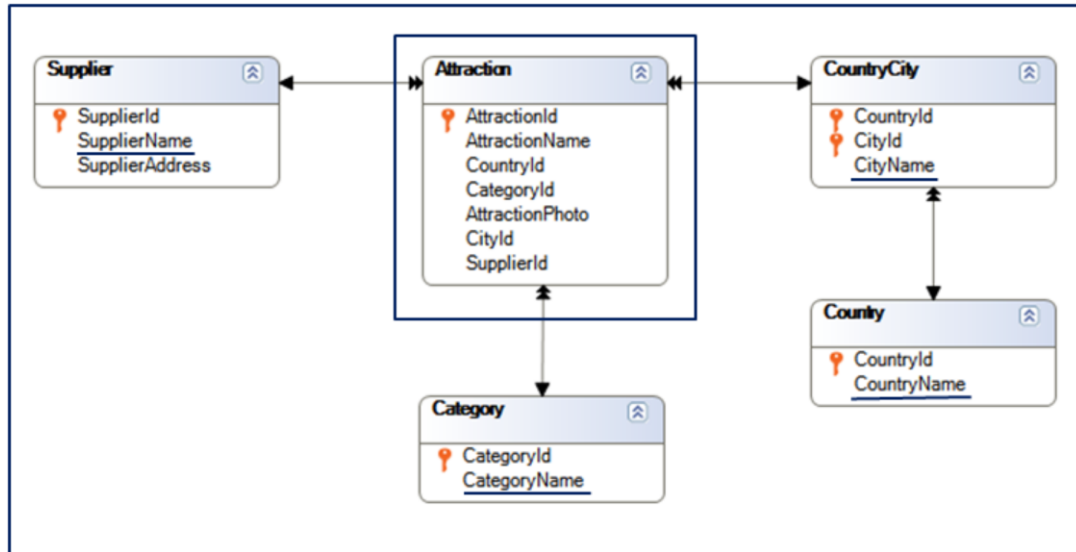 Supplier
SupplierId
SupplierName
SupplierAddress
Attraction
AttractionId
AttractionName
CountryId
CategoryId
AttractionPhoto
CityId
SupplierId
CountryCity
CountryId
CityId
CityName
Country
CountryId
CountryName
Category
CategoryId
CategoryName